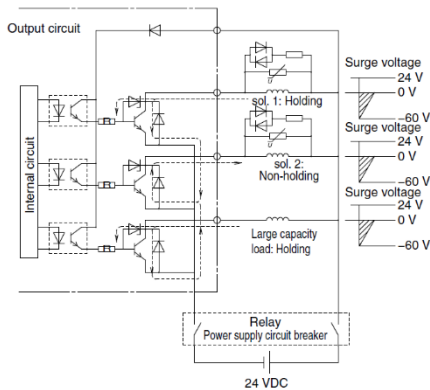 Output circuit
Internal circuit
R
R
R
sol. 1: Holding
sol. 2:
Non-holding
Large capacity
load: Holding
Surge voltage
24 V
0 V
−60 V
Surge voltage
24 V
0 V
−60 V
Surge voltage
24 V
0 V
−60 V
Relay
Power supply circuit breaker
24 VDC